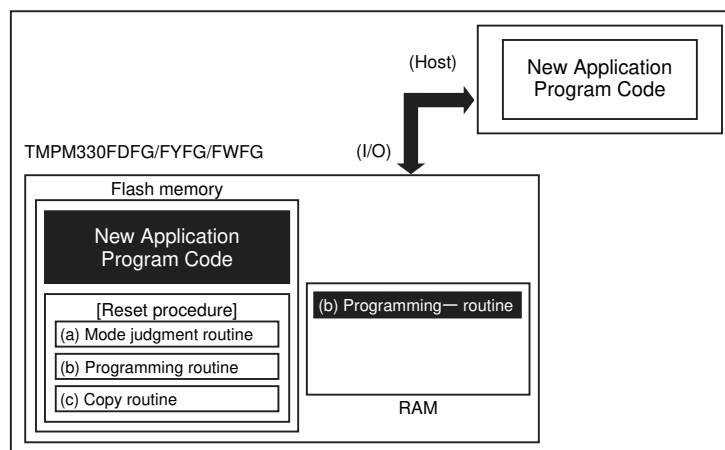 (Host)
New Application
Program Code
TMPM330FDFG/FYFG/FWFG
(I/O)
Flash memory
New Application
Program Code
[Reset procedure]
(a) Mode judgment routine
(b) Programming routine
(c) Copy routine
(b) Programming— routine
RAM